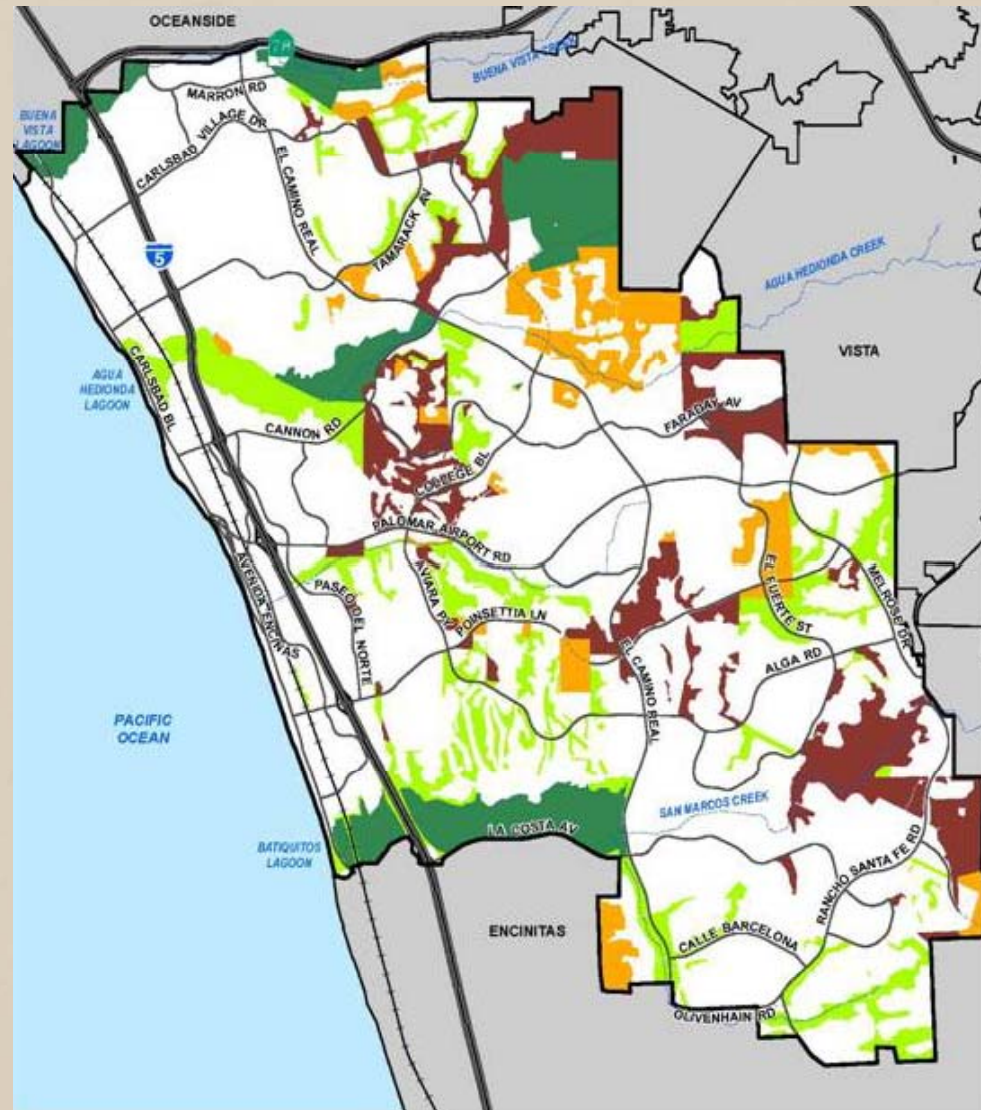 OCEANSIDE
78
BUENA VISTA CREEK
MARRON RD
BUENA
VISTA
LAGOON
CARLSBAD VILLAGE DR
EL CAMINO REAL
TAMARACK AV
5
AGUA HEDIONDA CREEK
VISTA
CARLSBAD BL
AGUA
HEDIONDA
LAGOON
CANNON RD
FARADAY AV
COLLEGE BL
PALOMAR AIRPORT RD
AVENIDA ENCINAS
PASEO DEL NORTE
AVIARA P
POINSETTIA LN
EL FUERTE ST
MELROSE DR
EL CAMINO REAL
ALGA RD
PACIFIC
OCEAN
SAN MARCOS CREEK
LA COSTA AV
BATIQUITOS
LAGOON
RANCHO SANTA FE RD
ENCINITAS
CALLE BARCELONA
OLIVENHAIN RD